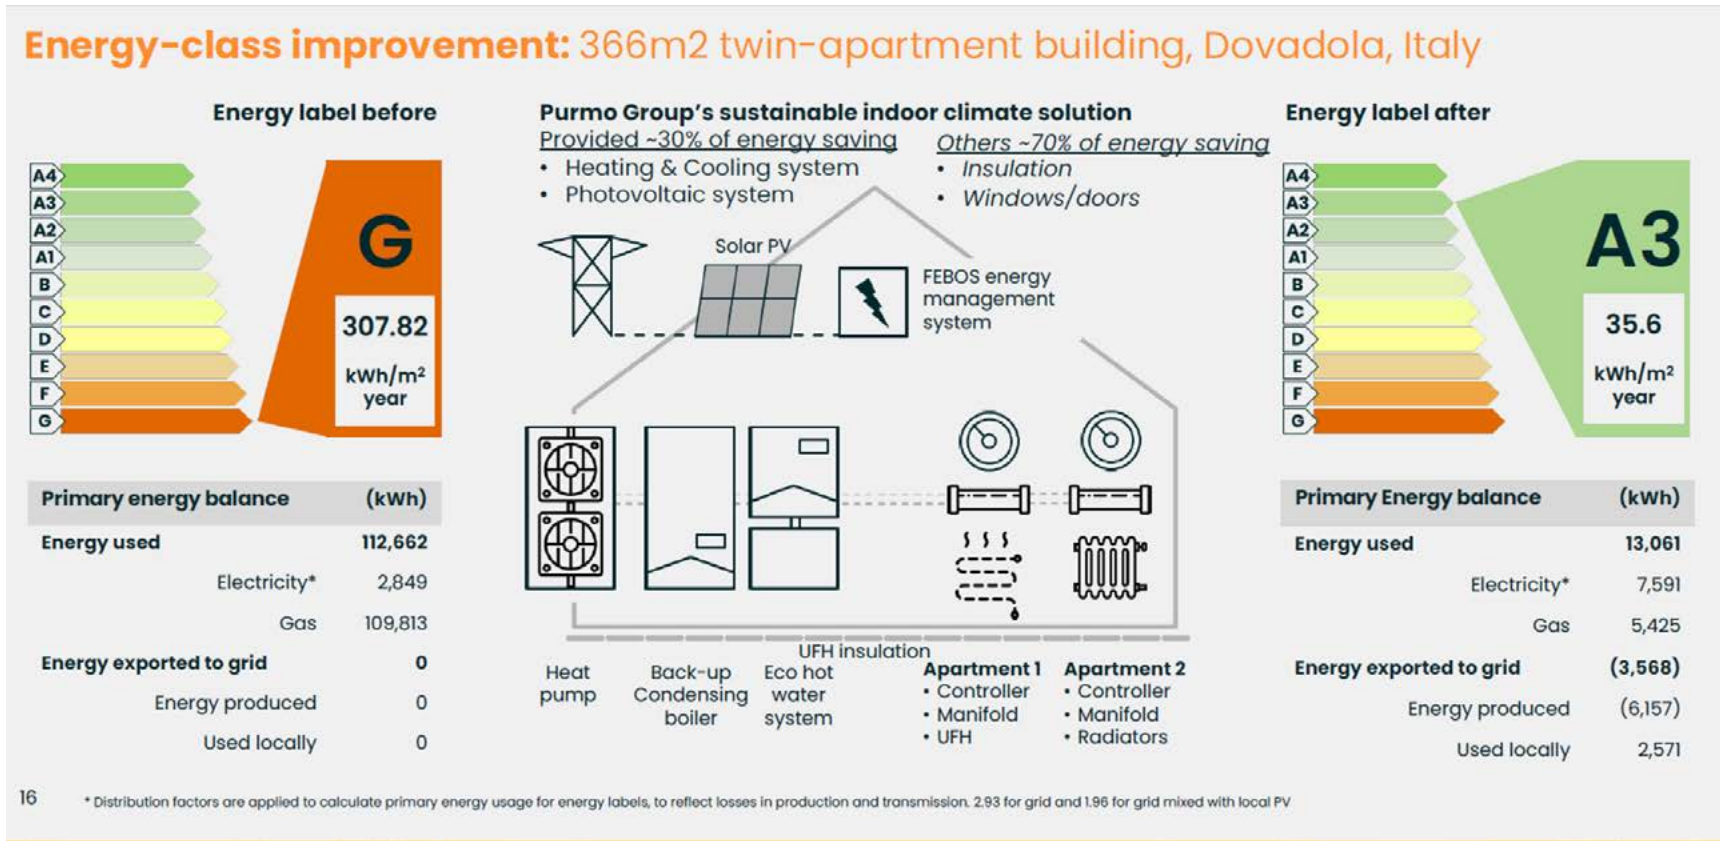 Energy-class improvement: 366m2 twin-apartment building, Dovadola, Italy
Energy label before
A4
A3
A2
A1
B
C
D
E
F
G
G
307.82
kWh/m²
year
Primary energy balance (kWh)
Energy used 112,662
Electricity* 2,849
Gas 109,813
Energy exported to grid 0
Energy produced 0
Used locally 0
Purmo Group's sustainable indoor climate solution
Provided ~30% of energy saving
• Heating & Cooling system
• Photovoltaic system
Others ~70% of energy saving
• Insulation
• Windows/doors
Solar PV
FEBOS energy
management
system
UFH insulation
Heat
pump
Back-up
Condensing
boiler
Eco hot
water
system
Apartment 1
• Controller
• Manifold
• UFH
Apartment 2
• Controller
• Manifold
• Radiators
Energy label after
A4
A3
A2
A1
B
C
D
E
F
G
A3
35.6
kWh/m²
year
Primary Energy balance (kWh)
Energy used 13,061
Electricity* 7,591
Gas 5,425
Energy exported to grid (3,568)
Energy produced (6,157)
Used locally 2,571
16
* Distribution factors are applied to calculate primary energy usage for energy labels, to reflect losses in production and transmission. 2.93 for grid and 1.96 for grid mixed with local PV